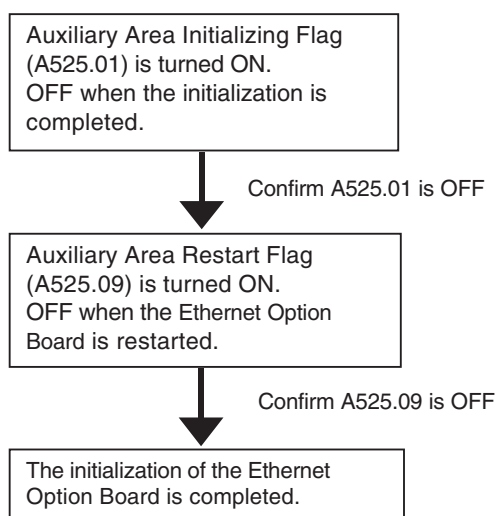 Auxiliary Area Initializing Flag
(A525.01) is turned ON.
OFF when the initialization is
completed.
Confirm A525.01 is OFF
Auxiliary Area Restart Flag
(A525.09) is turned ON.
OFF when the Ethernet Option
Board is restarted.
Confirm A525.09 is OFF
The initialization of the Ethernet
Option Board is completed.